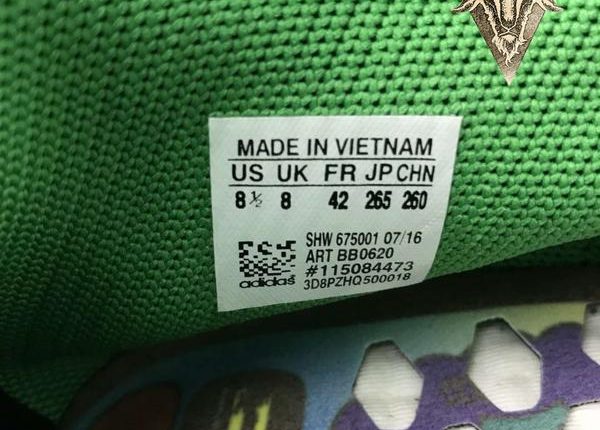 MADE IN VIETNAM
US UK FR JP CHN
8½ 8 42 265 260
SHW 675001 07/16
ART BB0620
#115084473
adidas 3D8PZHQ500018